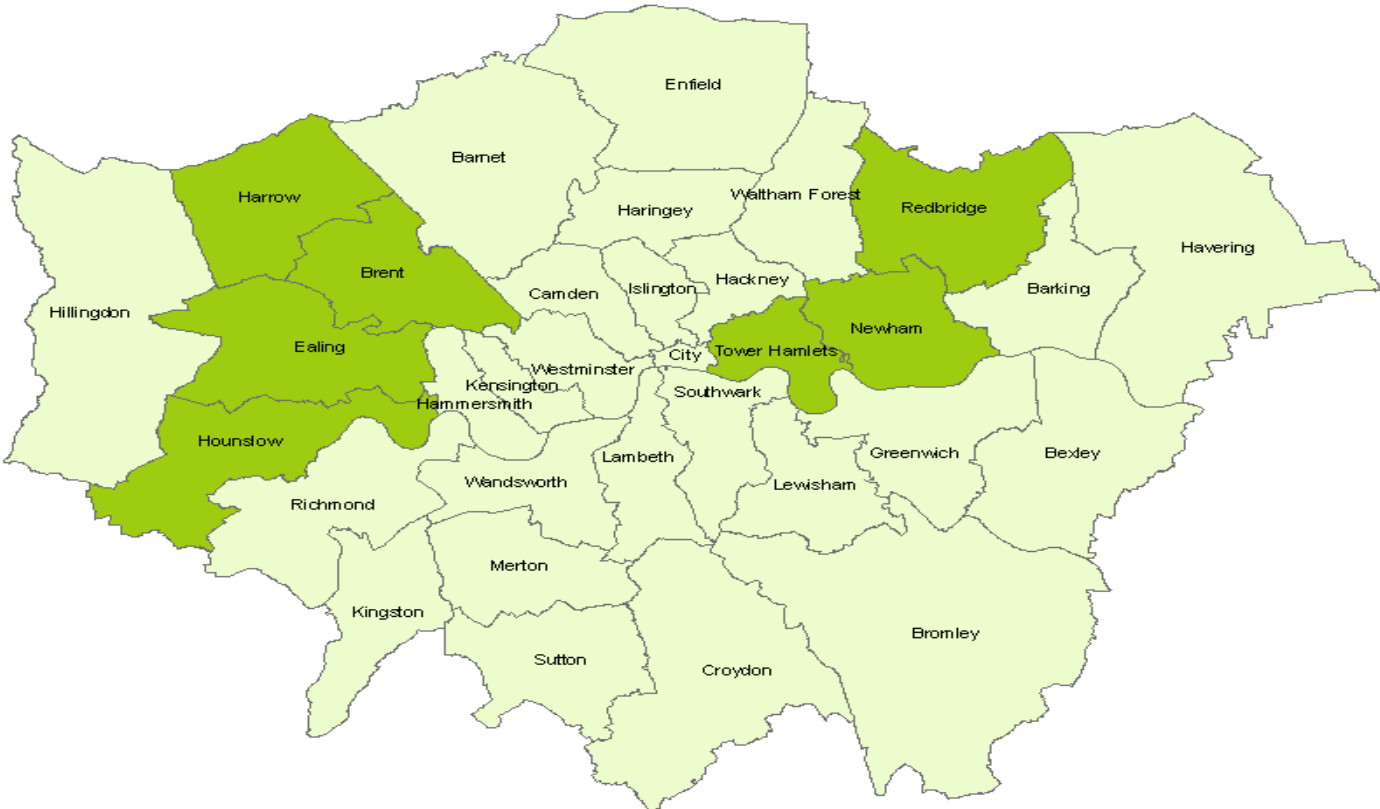 Enfield
Barnet
Harrow
Waltham Forest
Redbridge
Haringey
Havering
Brent
Hackney
Islington
Camden
Barking
Hillingdon
Newham
Ealing
Tower Hamlets
City
Westminster
Kensington
Southwark
Hammersmith
Hounslow
Greenwich
Bexley
Lambeth
Wandsworth
Lewisham
Richmond
Merton
Kingston
Bromley
Sutton
Croydon